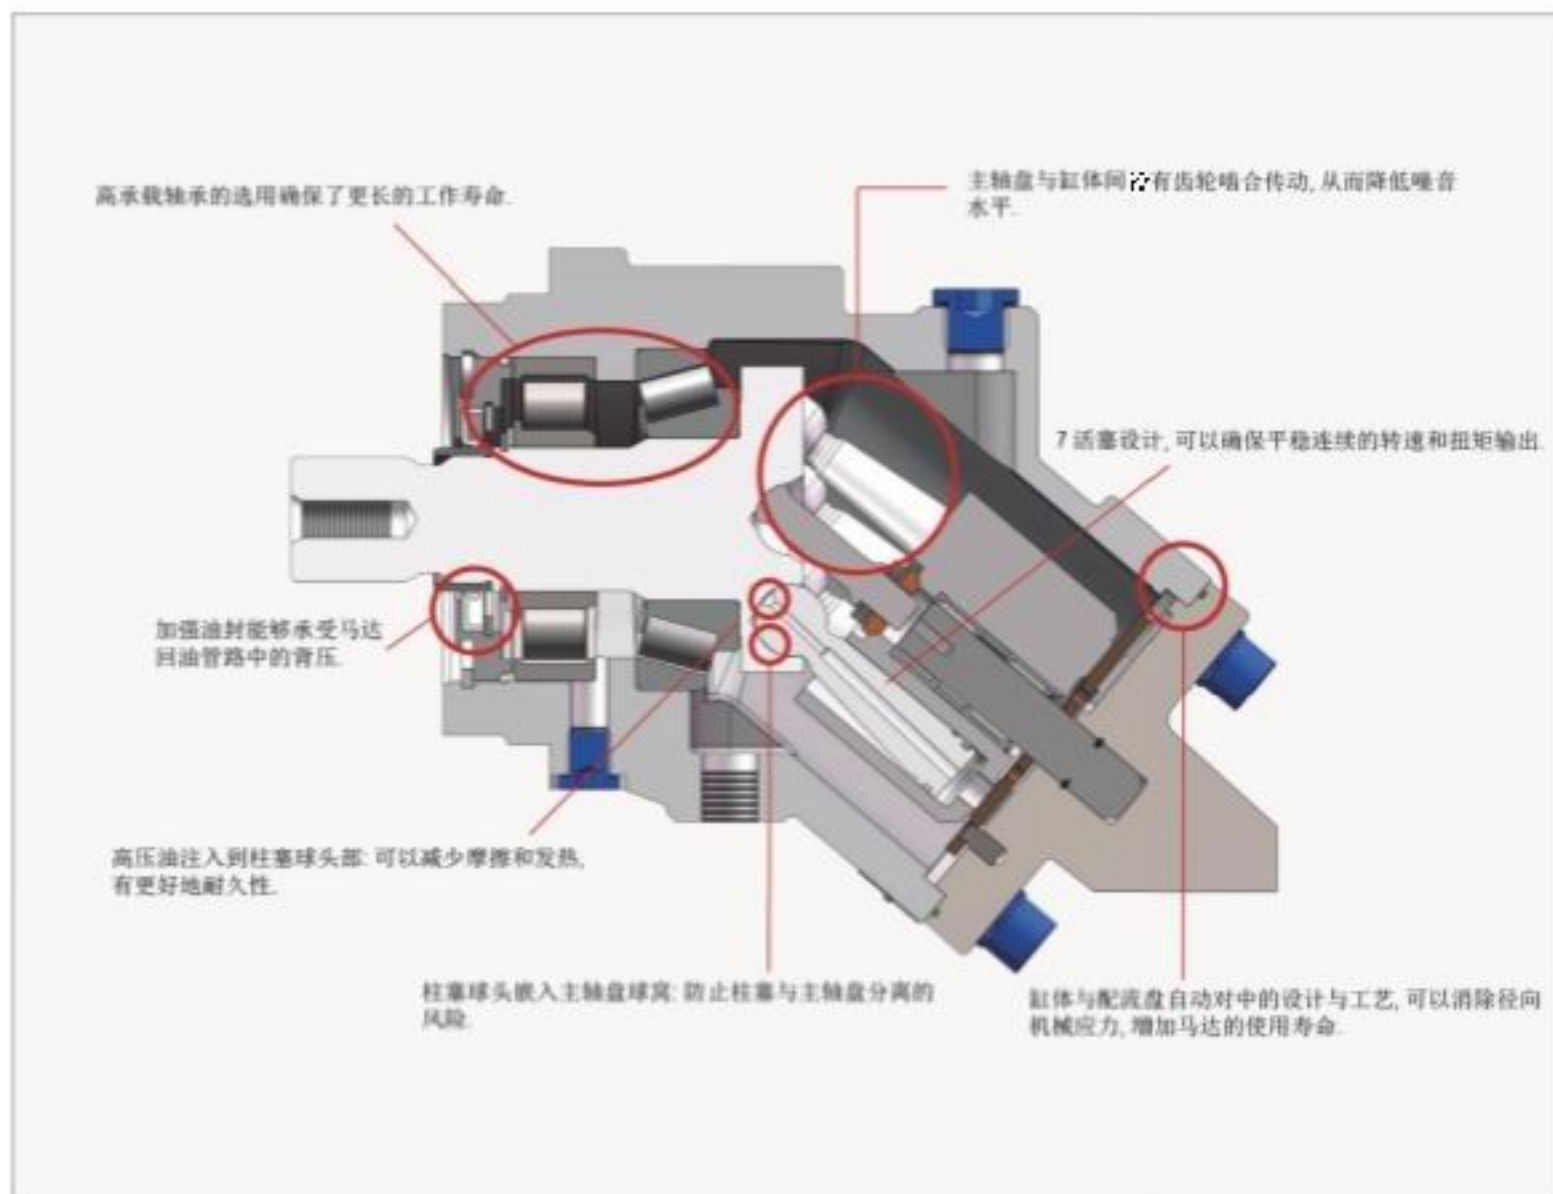 高承载轴承的选用确保了更长的工作寿命.
主轴盘与缸体间 有齿轮啮合传动, 从而降低噪音
水平.
7 活塞设计, 可以确保平稳连续的转速和扭矩输出.
加强油封能够承受马达
回油管路中的背压.
高压油注入到柱塞球头部: 可以减少摩擦和发热,
有更好地耐久性.
柱塞球头嵌入主轴盘球窝: 防止柱塞与主轴盘分离的
风险.
缸体与配流盘自动对中的设计与工艺, 可以消除径向
机械应力, 增加马达的使用寿命.